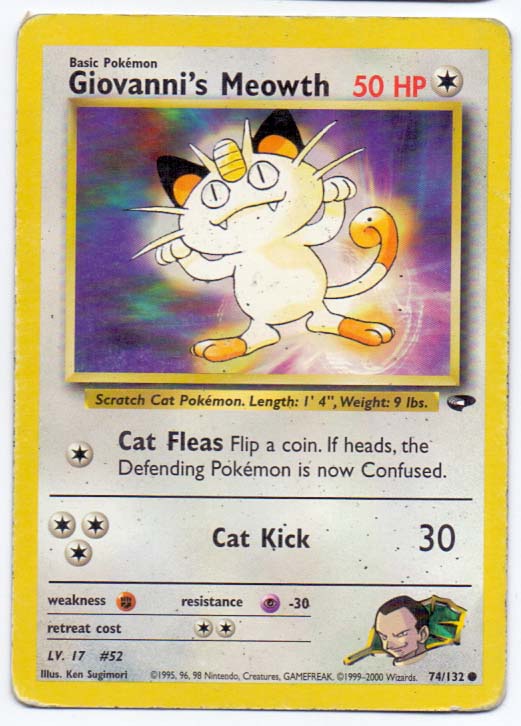 Basic Pokémon
Giovanni's Meowth 50 HP
Scratch Cat Pokémon. Length: 1' 4", Weight: 9 lbs.
Cat Fleas Flip a coin. If heads, the
Defending Pokémon is now Confused.
Cat Kick 30
weakness resistance -30
retreat cost
LV. 17 #52
Illus. Ken Sugimori ©1995, 96, 98 Nintendo, Creatures, GAMEFREAK. ©1999-2000 Wizards. 74/132